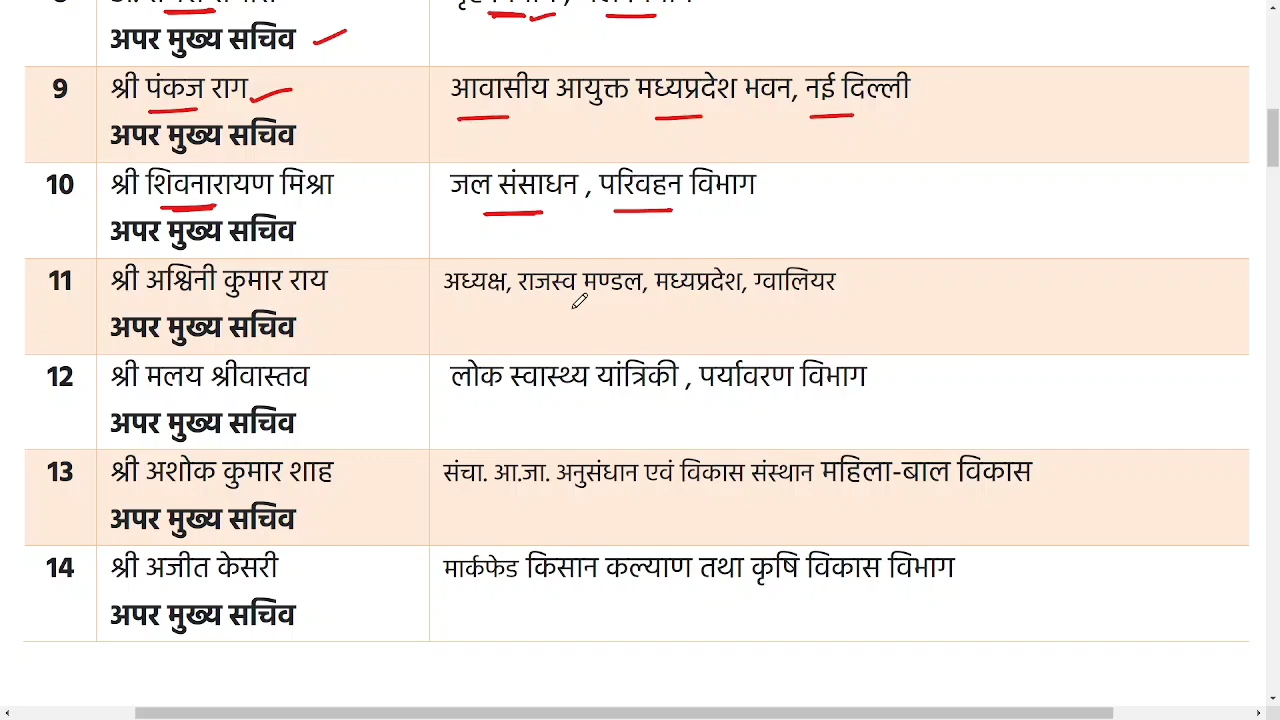 अपर मुख्य सचिव
9 श्री पंकज राग आवासीय आयुक्त मध्यप्रदेश भवन, नई दिल्ली
अपर मुख्य सचिव
10 श्री शिवनारायण मिश्रा जल संसाधन , परिवहन विभाग
अपर मुख्य सचिव
11 श्री अश्विनी कुमार राय अध्यक्ष, राजस्व मण्डल, मध्यप्रदेश, ग्वालियर
अपर मुख्य सचिव
12 श्री मलय श्रीवास्तव लोक स्वास्थ्य यांत्रिकी , पर्यावरण विभाग
अपर मुख्य सचिव
13 श्री अशोक कुमार शाह संचा. आ.जा. अनुसंधान एवं विकास संस्थान महिला-बाल विकास
अपर मुख्य सचिव
14 श्री अजीत केसरी मार्कफेड किसान कल्याण तथा कृषि विकास विभाग
अपर मुख्य सचिव